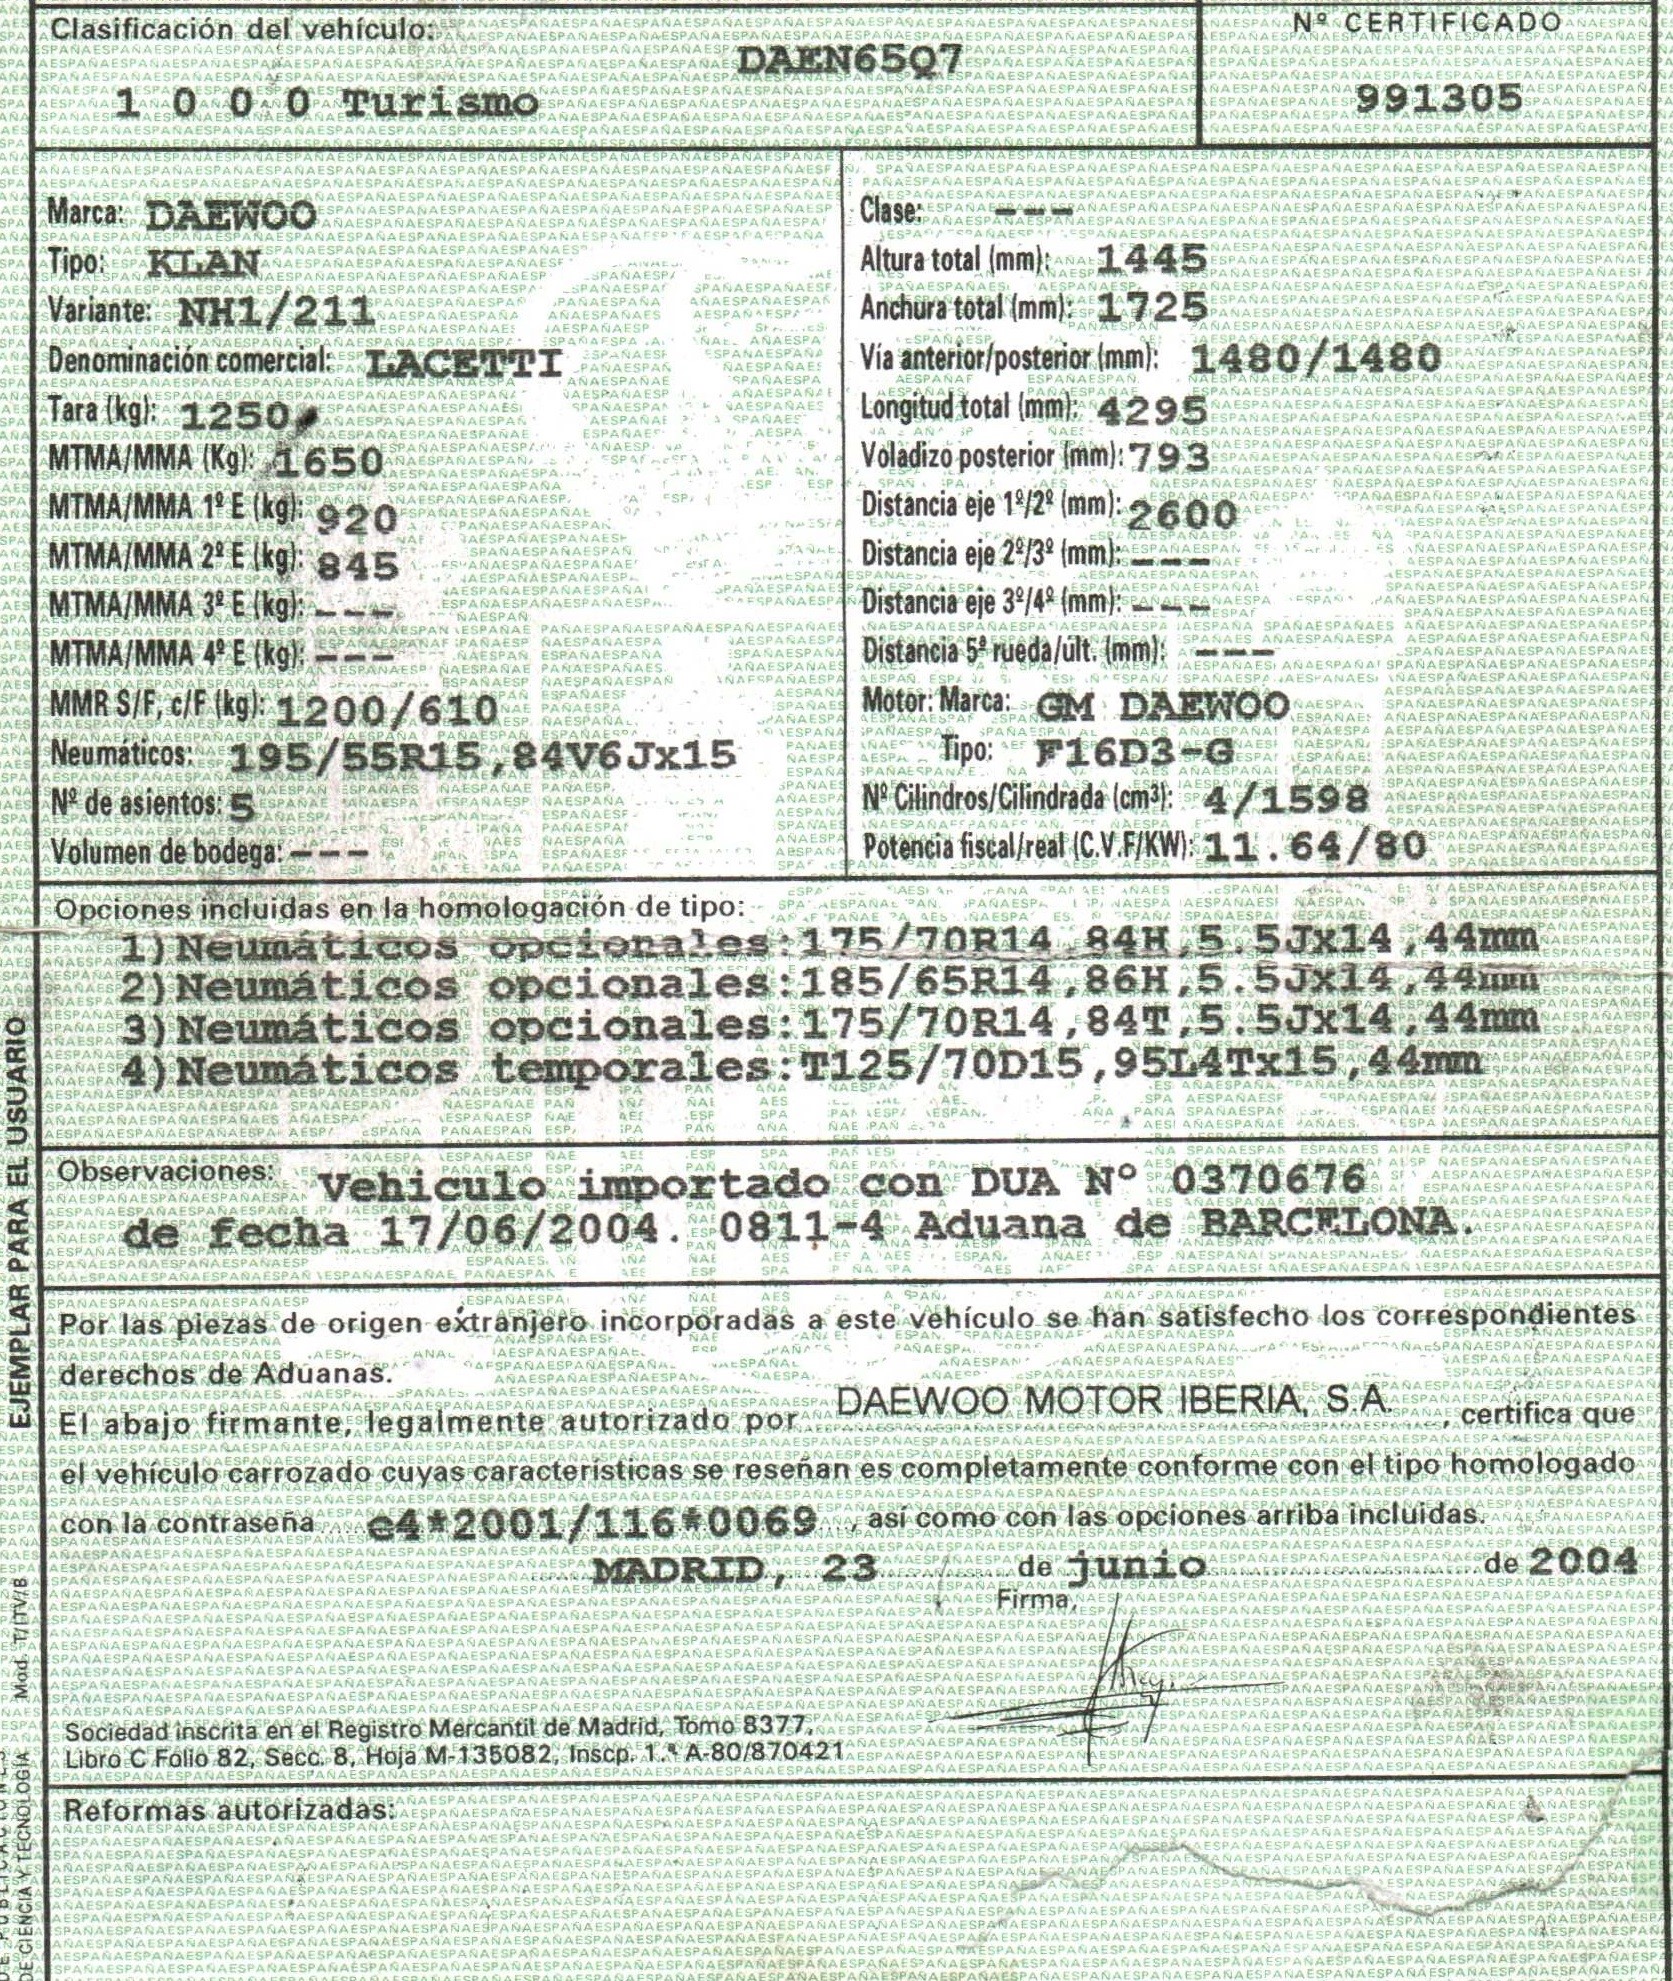 Clasificación del vehículo:
DAEN65Q7
1 0 0 0 Turismo
Nº CERTIFICADO
991305
Marca: DAEWOO
Tipo: KLAN
Variante: NH1/211
Denominación comercial: LACETTI
Tara (kg): 1250
MTMA/MMA (Kg): 1650
MTMA/MMA 1º E (kg): 920
MTMA/MMA 2º E (kg): 845
MTMA/MMA 3º E (kg): ---
MTMA/MMA 4º E (kg): ---
MMR S/F, c/F (kg): 1200/610
Neumáticos: 195/55R15,84V6Jx15
Nº de asientos: 5
Volumen de bodega: ---
Clase: ---
Altura total (mm): 1445
Anchura total (mm): 1725
Vía anterior/posterior (mm): 1480/1480
Longitud total (mm): 4295
Voladizo posterior (mm): 793
Distancia eje 1º/2º (mm): 2600
Distancia eje 2º/3º (mm): ---
Distancia eje 3º/4º (mm): ---
Distancia 5ª rueda/últ. (mm): ---
Motor: Marca: GM DAEWOO
Tipo: F16D3-G
Nº Cilindros/Cilindrada (cm³): 4/1598
Potencia fiscal/real (C.V.F/KW): 11.64/80
Opciones incluidas en la homologación de tipo:
1)Neumáticos opcionales:175/70R14,84H,5.5Jx14,44mm
2)Neumáticos opcionales:185/65R14,86H,5.5Jx14,44mm
3)Neumáticos opcionales:175/70R14,84T,5.5Jx14,44mm
4)Neumáticos temporales:T125/70D15,95L4Tx15,44mm
Observaciones: Vehiculo importado con DUA Nº 0370676
de fecha 17/06/2004. 0811-4 Aduana de BARCELONA.
Por las piezas de origen extranjero incorporadas a este vehículo se han satisfecho los correspondientes
derechos de Aduanas.
El abajo firmante, legalmente autorizado por DAEWOO MOTOR IBERIA, S.A. , certifica que
el vehículo carrozado cuyas características se reseñan es completamente conforme con el tipo homologado
con la contraseña e4*2001/116*0069 , así como con las opciones arriba incluidas.
MADRID, 23 de junio de 2004
Firma,
Sociedad inscrita en el Registro Mercantil de Madrid, Tomo 8377,
Libro C Folio 82, Secc. 8, Hoja M-135082, Inscp. 1.ª A-80/870421
Reformas autorizadas:
EJEMPLAR PARA EL USUARIO
Mod. T/ITV/B
DE CIENCIA Y TECNOLOGÍA